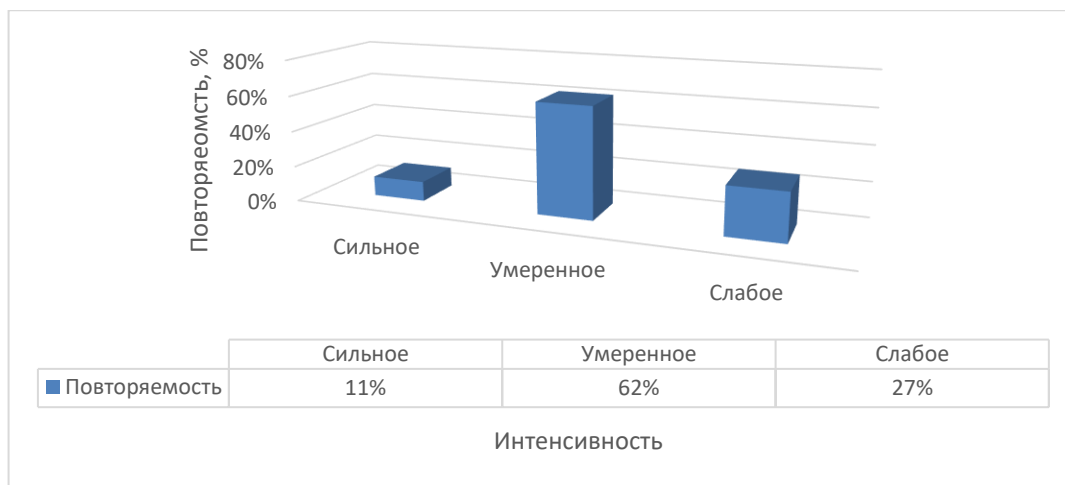 Повторяеомсть, %
80%
60%
40%
20%
0%
Сильное
Умеренное
Слабое
Сильное Умеренное Слабое
Повторяемость 11% 62% 27%
Интенсивность